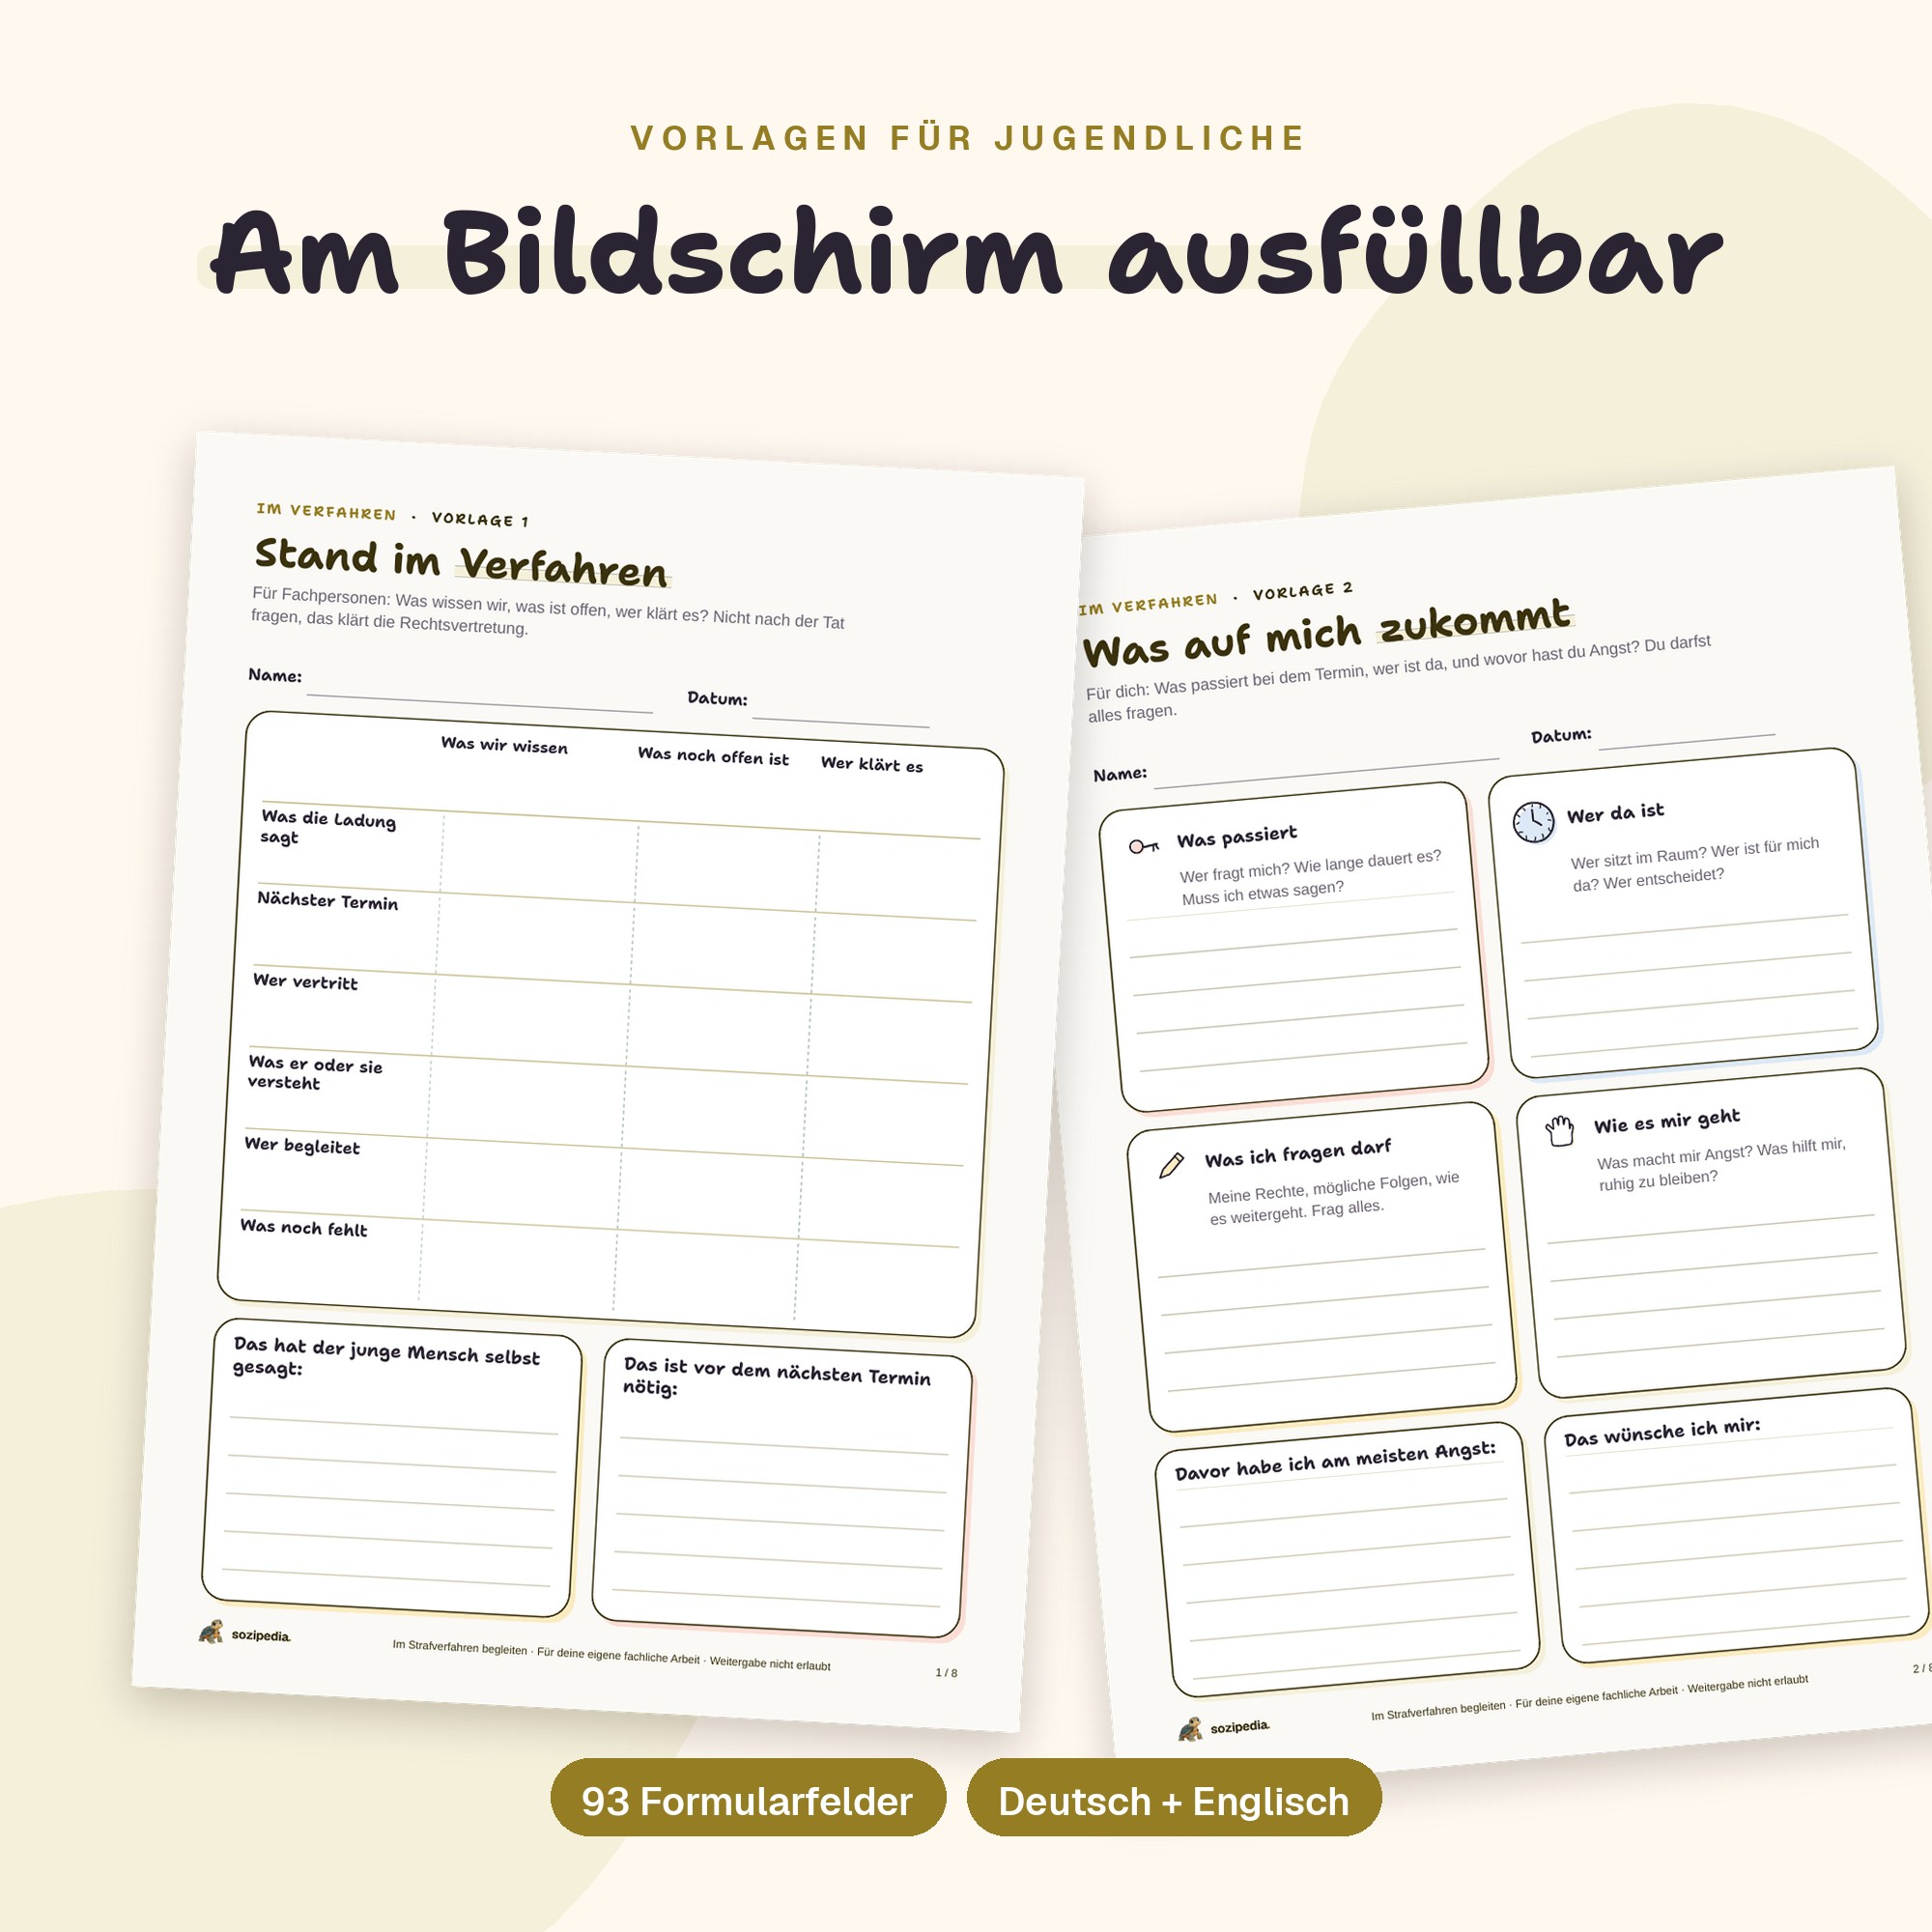 VORLAGEN FÜR JUGENDLICHE
Am Bildschirm ausfüllbar
IM VERFAHREN · VORLAGE 1
Stand im Verfahren
Für Fachpersonen: Was wissen wir, was ist offen, wer klärt es? Nicht nach der Tat
fragen, das klärt die Rechtsvertretung.
Name:
Datum:
Was wir wissen
Was noch offen ist
Wer klärt es
Was die Ladung
sagt
Nächster Termin
Wer vertritt
Was er oder sie
versteht
Wer begleitet
Was noch fehlt
Das hat der junge Mensch selbst
gesagt:
Das ist vor dem nächsten Termin
nötig:
sozipedia.
Im Strafverfahren begleiten · Für deine eigene fachliche Arbeit · Weitergabe nicht erlaubt
1 / 8
IM VERFAHREN · VORLAGE 2
Was auf mich zukommt
Für dich: Was passiert bei dem Termin, wer ist da, und wovor hast du Angst? Du darfst
alles fragen.
Name:
Datum:
Was passiert
Wer fragt mich? Wie lange dauert es?
Muss ich etwas sagen?
Wer da ist
Wer sitzt im Raum? Wer ist für mich
da? Wer entscheidet?
Was ich fragen darf
Meine Rechte, mögliche Folgen, wie
es weitergeht. Frag alles.
Wie es mir geht
Was macht mir Angst? Was hilft mir,
ruhig zu bleiben?
Davor habe ich am meisten Angst:
Das wünsche ich mir:
sozipedia.
Im Strafverfahren begleiten · Für deine eigene fachliche Arbeit · Weitergabe nicht erlaubt
2 / 8
93 Formularfelder
Deutsch + Englisch